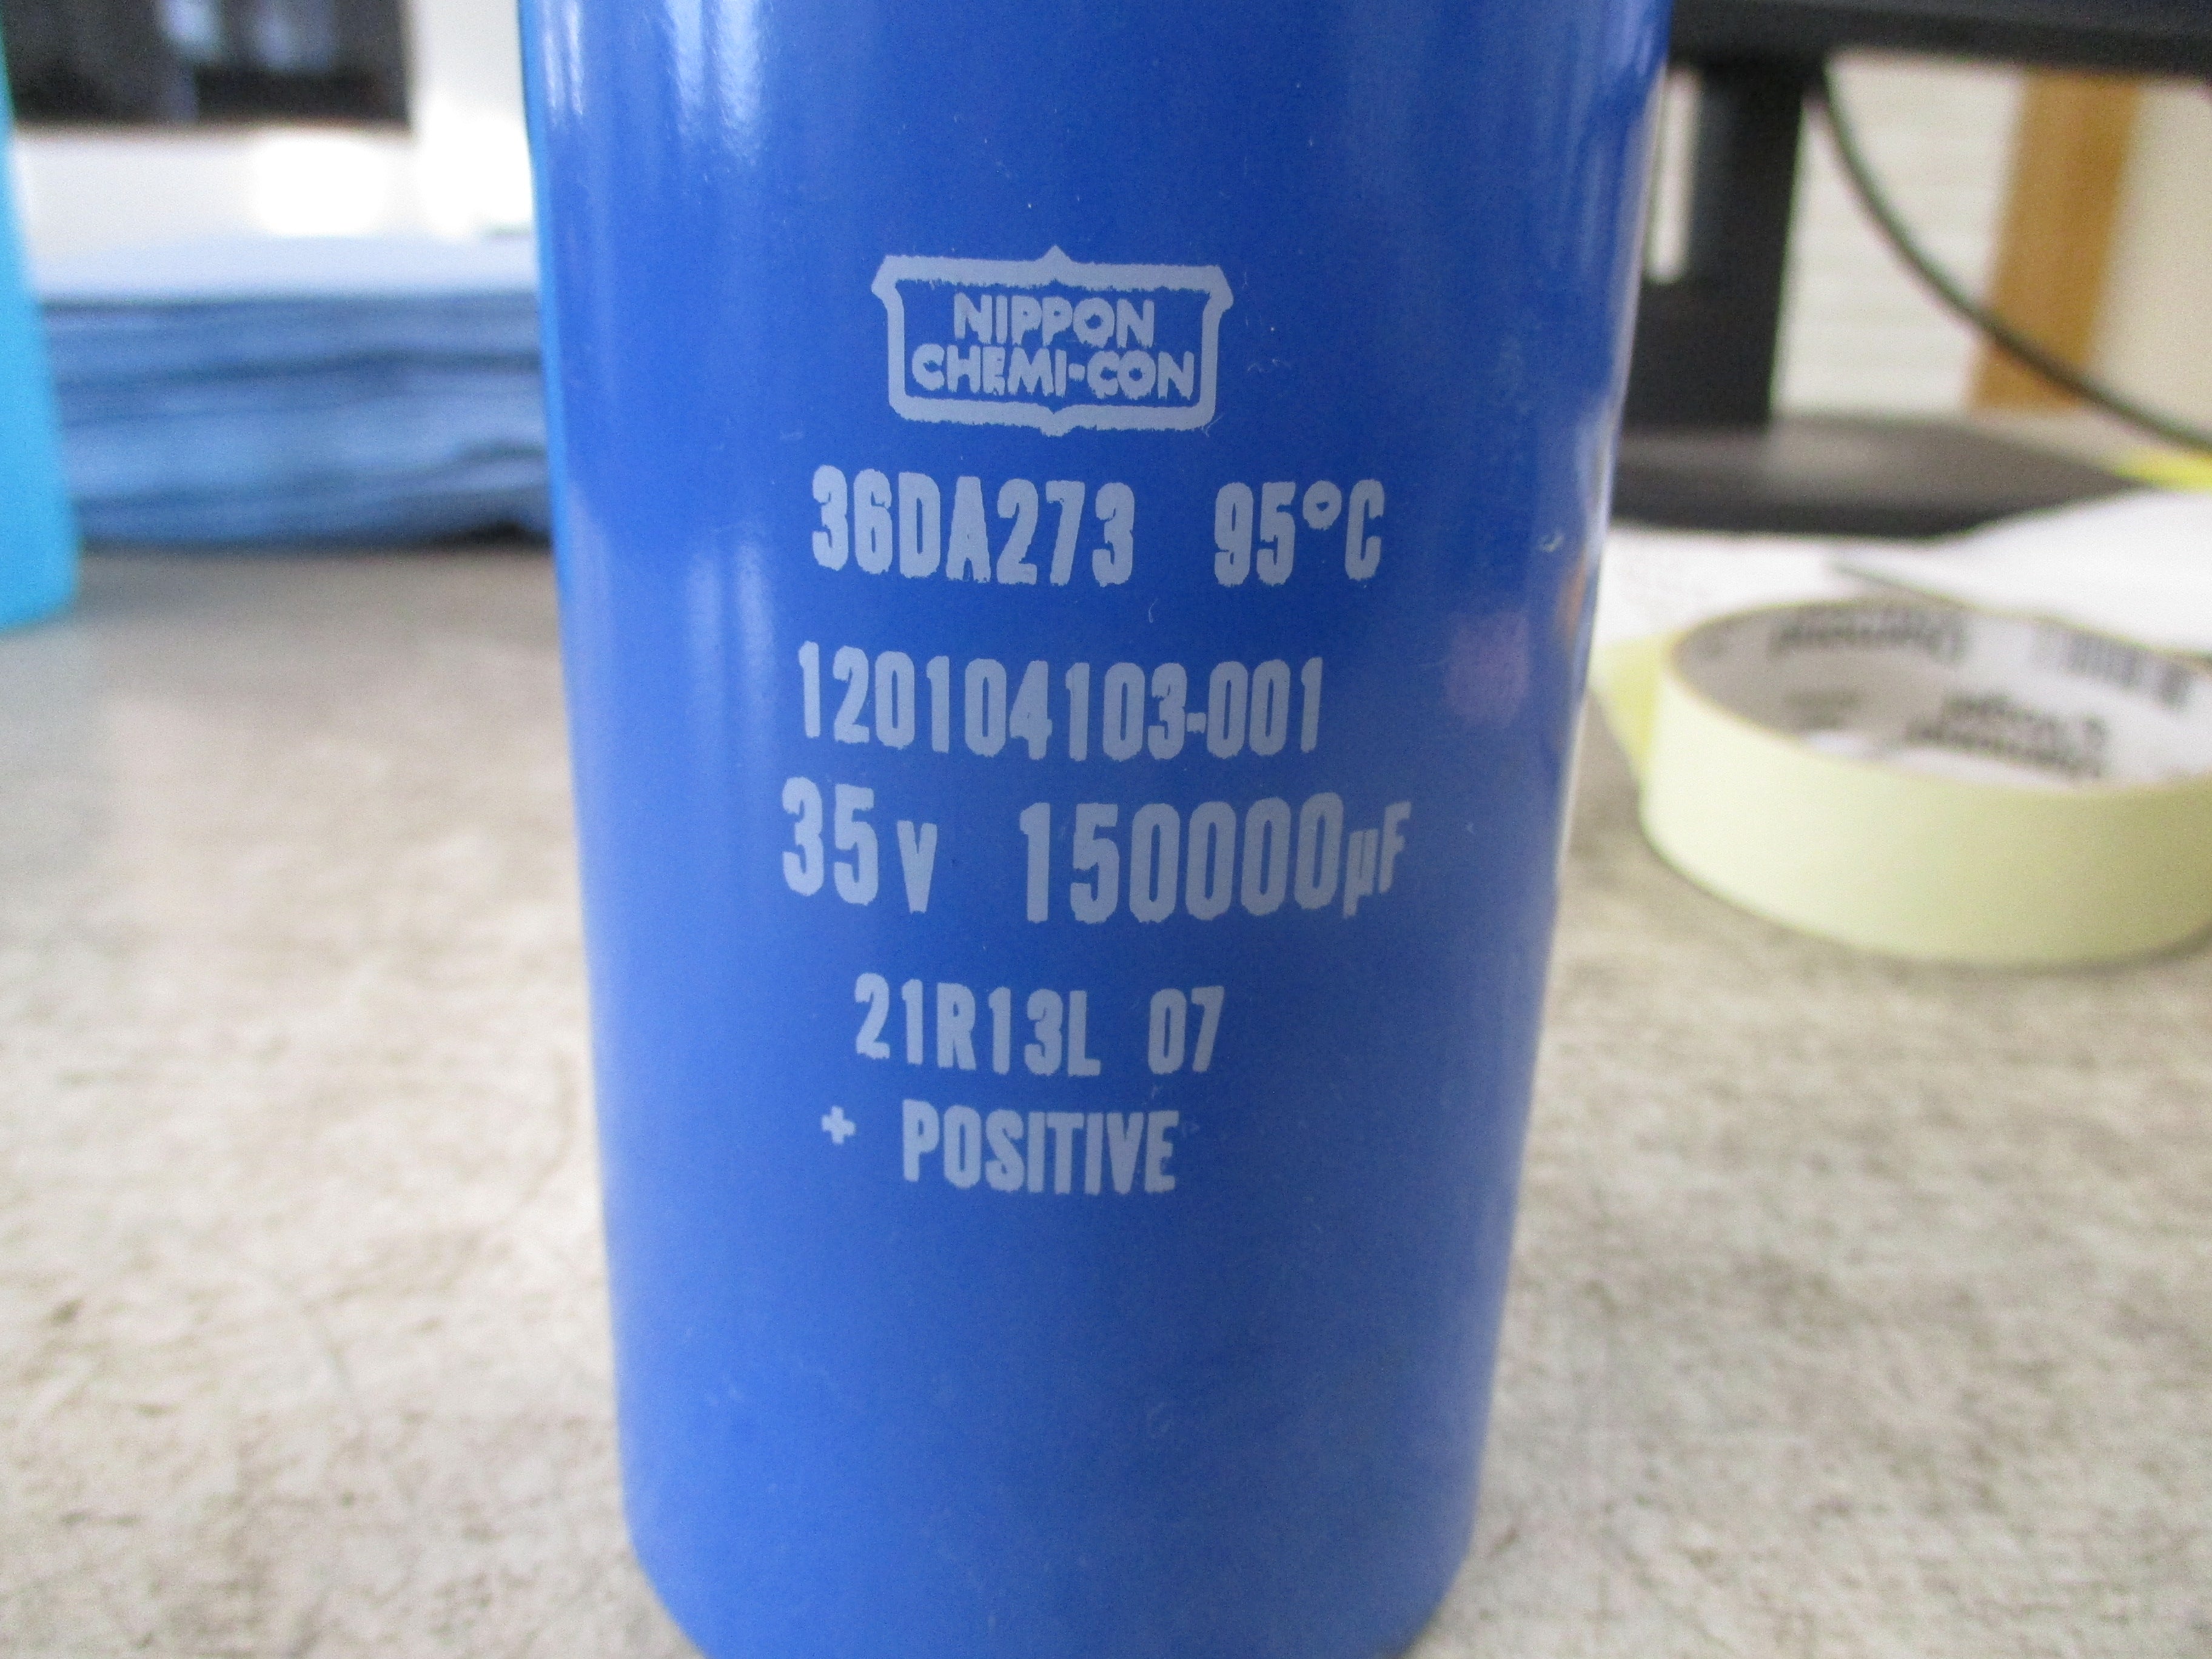 NIPPON
CHEMI-CON
36DA273 95°C
120104103-001
35V 150000µF
21R13L 07
+ POSITIVE